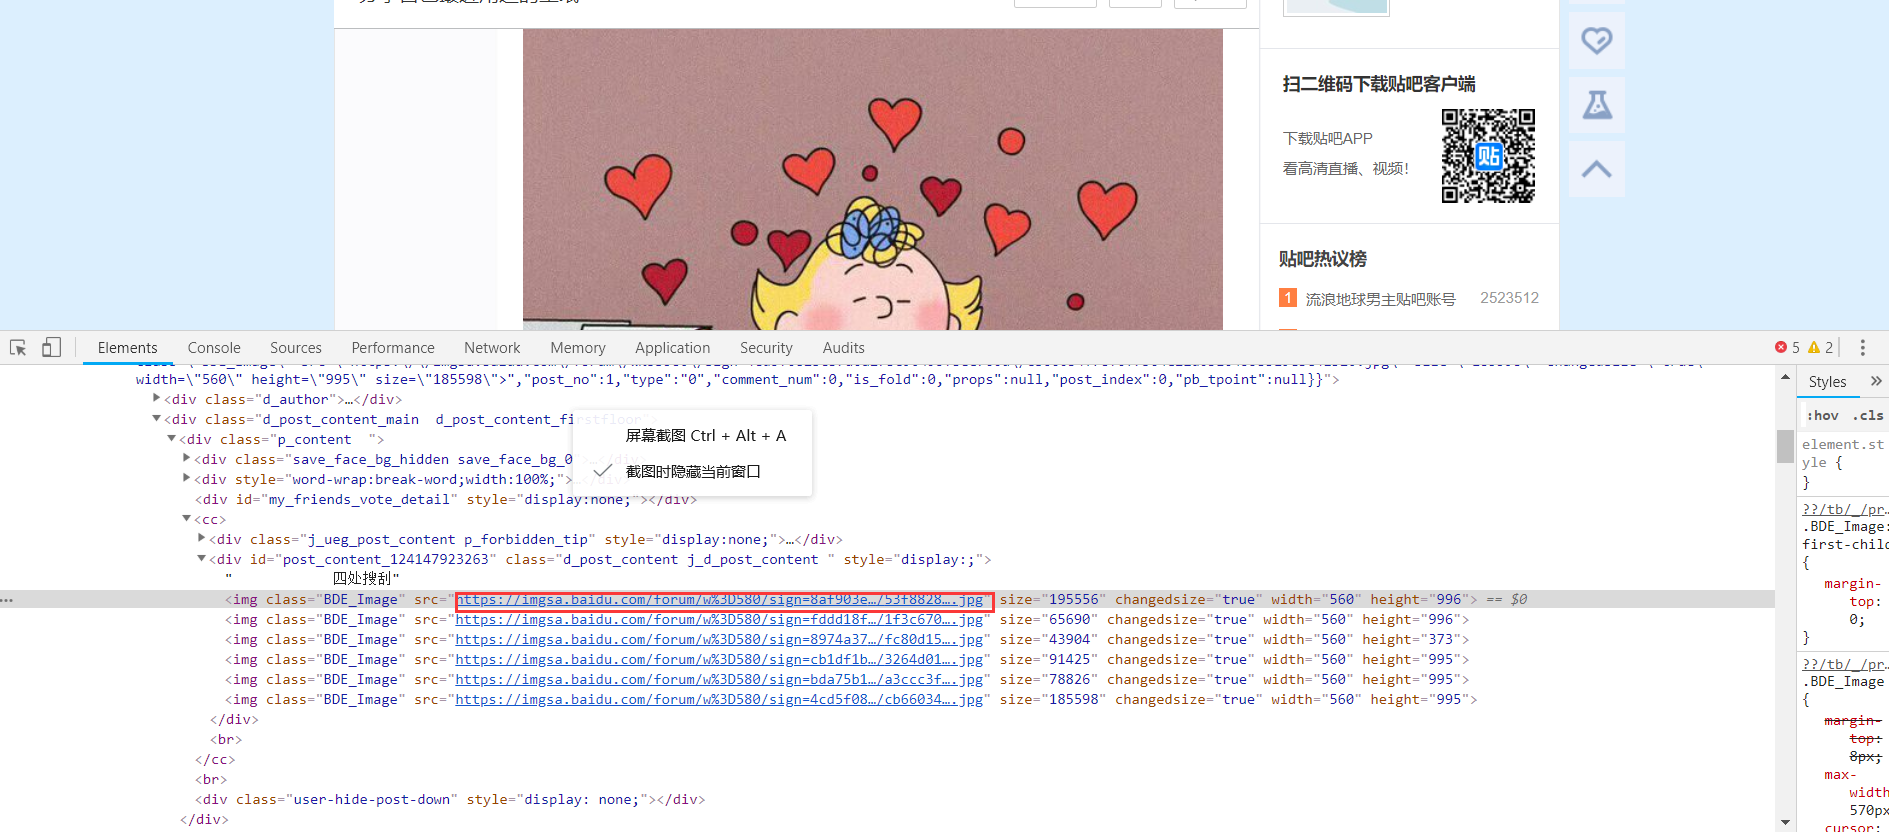 扫二维码下载贴吧客户端
下载贴吧APP
看高清直播、视频!
贴
贴吧热议榜
1 流浪地球男主贴吧账号 2523512
Elements Console Sources Performance Network Memory Application Security Audits 5 2
width=\"560\" height=\"995\" size=\"185598\">","post_no":1,"type":"0","comment_num":0,"is_fold":0,"props":null,"post_index":0,"pb_tpoint":null}}">
<div class="d_author">…</div>
<div class="d_post_content_main  d_post_content_firstfloor">
<div class="p_content  ">
<div class="save_face_bg_hidden save_face_bg_0">…</div>
<div style="word-wrap:break-word;width:100%;">…</div>
<div id="my_friends_vote_detail" style="display:none;"></div>
<cc>
<div class="j_ueg_post_content p_forbidden_tip" style="display:none;">…</div>
<div id="post_content_124147923263" class="d_post_content j_d_post_content " style="display:;">
"            四处搜刮"
<img class="BDE_Image" src="https://imgsa.baidu.com/forum/w%3D580/sign=8af903e…/53f8828….jpg" size="195556" changedsize="true" width="560" height="996"> == $0
<img class="BDE_Image" src="https://imgsa.baidu.com/forum/w%3D580/sign=fddd18f…/1f3c670….jpg" size="65690" changedsize="true" width="560" height="996">
<img class="BDE_Image" src="https://imgsa.baidu.com/forum/w%3D580/sign=8974a37…/fc80d15….jpg" size="43904" changedsize="true" width="560" height="373">
<img class="BDE_Image" src="https://imgsa.baidu.com/forum/w%3D580/sign=cb1df1b…/3264d01….jpg" size="91425" changedsize="true" width="560" height="995">
<img class="BDE_Image" src="https://imgsa.baidu.com/forum/w%3D580/sign=bda75b1…/a3ccc3f….jpg" size="78826" changedsize="true" width="560" height="995">
<img class="BDE_Image" src="https://imgsa.baidu.com/forum/w%3D580/sign=4cd5f08…/cb66034….jpg" size="185598" changedsize="true" width="560" height="995">
</div>
<br>
</cc>
<br>
<div class="user-hide-post-down" style="display: none;"></div>
</div>
屏幕截图 Ctrl + Alt + A
截图时隐藏当前窗口
Styles
:hov .cls
element.st
yle {
}
??/tb/_/pr…
.BDE_Image:
first-child
{
margin-
top:
0;
}
??/tb/_/pr…
.BDE_Image
{
margin-
top:
8px;
max-
width
570px
cursor: